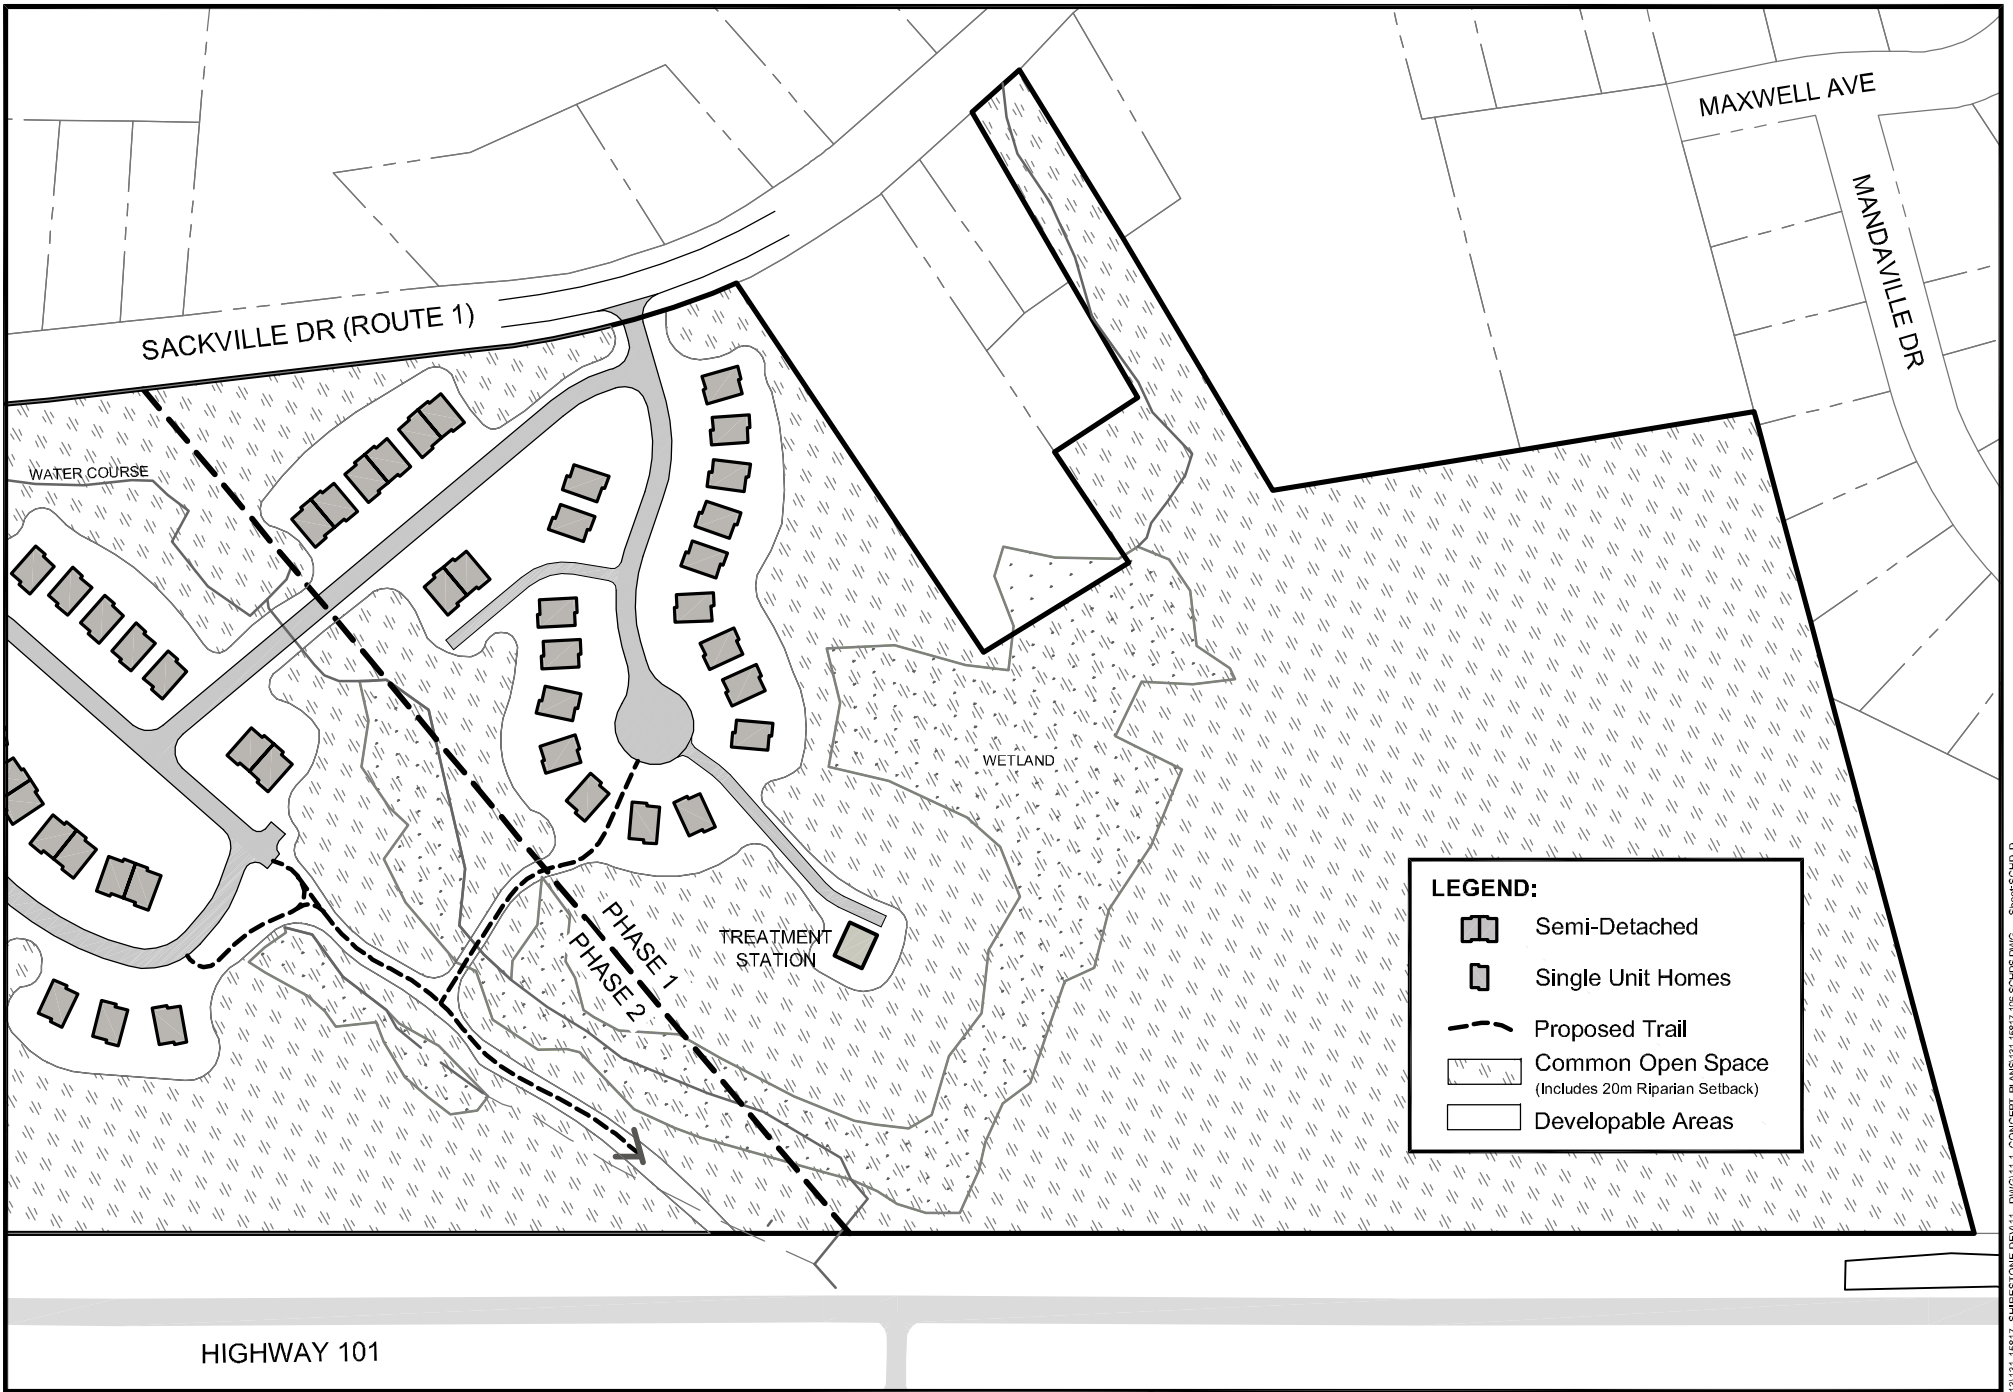 MAXWELL AVE
MANDAVILLE DR
SACKVILLE DR (ROUTE 1)
WATER COURSE
WETLAND
PHASE 1
PHASE 2
TREATMENT
STATION
LEGEND:
Semi-Detached
Single Unit Homes
Proposed Trail
Common Open Space
(Includes 20m Riparian Setback)
Developable Areas
HIGHWAY 101